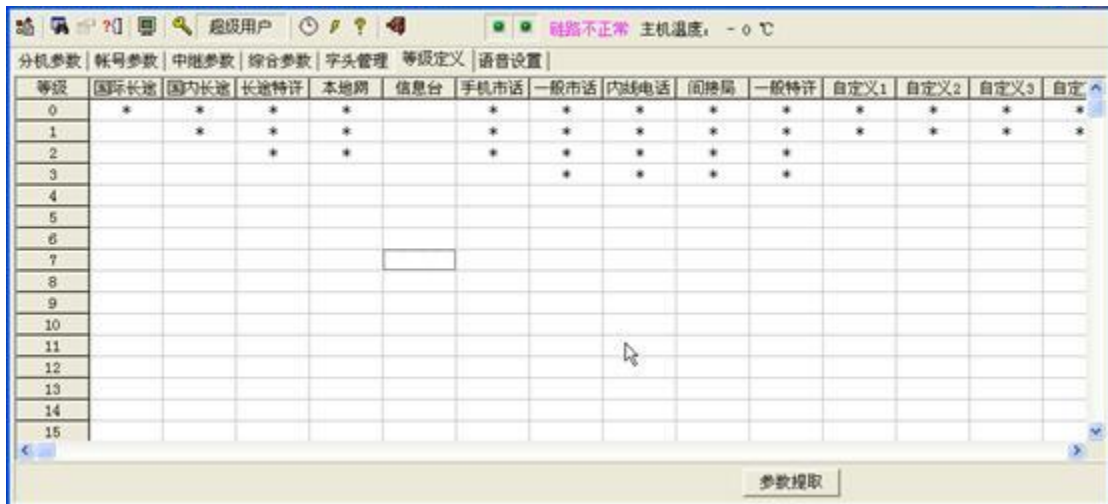 超级用户 链路不正常 主机温度: - 0 ℃
分机参数 帐号参数 中继参数 综合参数 字头管理 等级定义 语音设置
等级 国际长途 国内长途 长途特许 本地网 信息台 手机市话 一般市话 内线电话 间接局 一般特许 自定义1 自定义2 自定义3 自定
0 * * * * * * * * * * * * *
1 * * * * * * * * * * * *
2 * * * * * * *
3 * * * *
4
5
6
7
8
9
10
11
12
13
14
15
参数提取